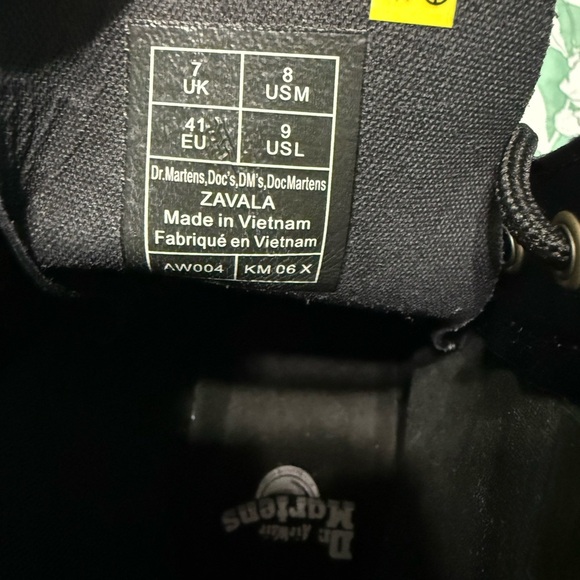 7
UK
8
USM
41
EU
9
USL
Dr.Martens,Doc's,DM's,DocMartens
ZAVALA
Made in Vietnam
Fabriqué en Vietnam
AW004
KM 06 X
Dr. AirWair
Martens